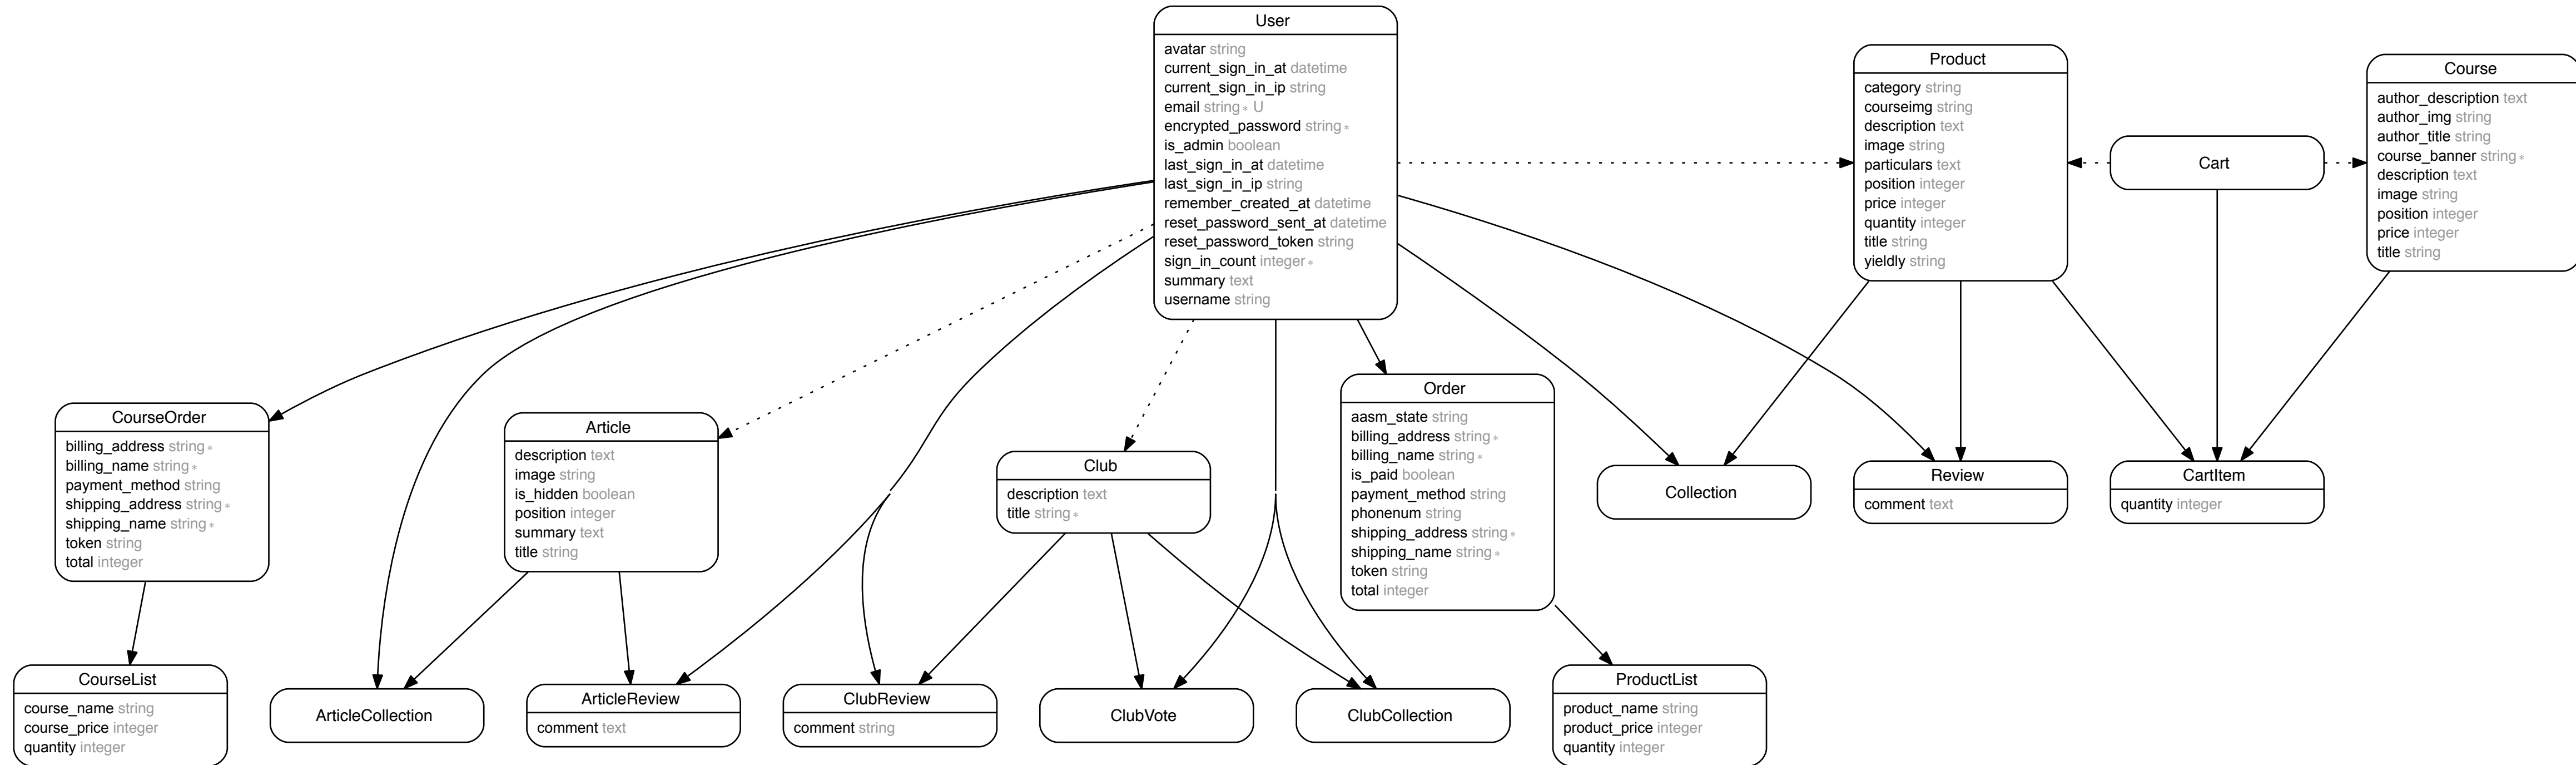 User
avatar string
current_sign_in_at datetime
current_sign_in_ip string
email string ∗ U
encrypted_password string ∗
is_admin boolean
last_sign_in_at datetime
last_sign_in_ip string
remember_created_at datetime
reset_password_sent_at datetime
reset_password_token string
sign_in_count integer ∗
summary text
username string
Product
category string
courseimg string
description text
image string
particulars text
position integer
price integer
quantity integer
title string
yieldly string
Cart
Course
author_description text
author_img string
author_title string
course_banner string ∗
description text
image string
position integer
price integer
title string
CourseOrder
billing_address string ∗
billing_name string ∗
payment_method string
shipping_address string ∗
shipping_name string ∗
token string
total integer
Article
description text
image string
is_hidden boolean
position integer
summary text
title string
Club
description text
title string ∗
Order
aasm_state string
billing_address string ∗
billing_name string ∗
is_paid boolean
payment_method string
phonenum string
shipping_address string ∗
shipping_name string ∗
token string
total integer
Collection
Review
comment text
CartItem
quantity integer
CourseList
course_name string
course_price integer
quantity integer
ArticleCollection
ArticleReview
comment text
ClubReview
comment string
ClubVote
ClubCollection
ProductList
product_name string
product_price integer
quantity integer